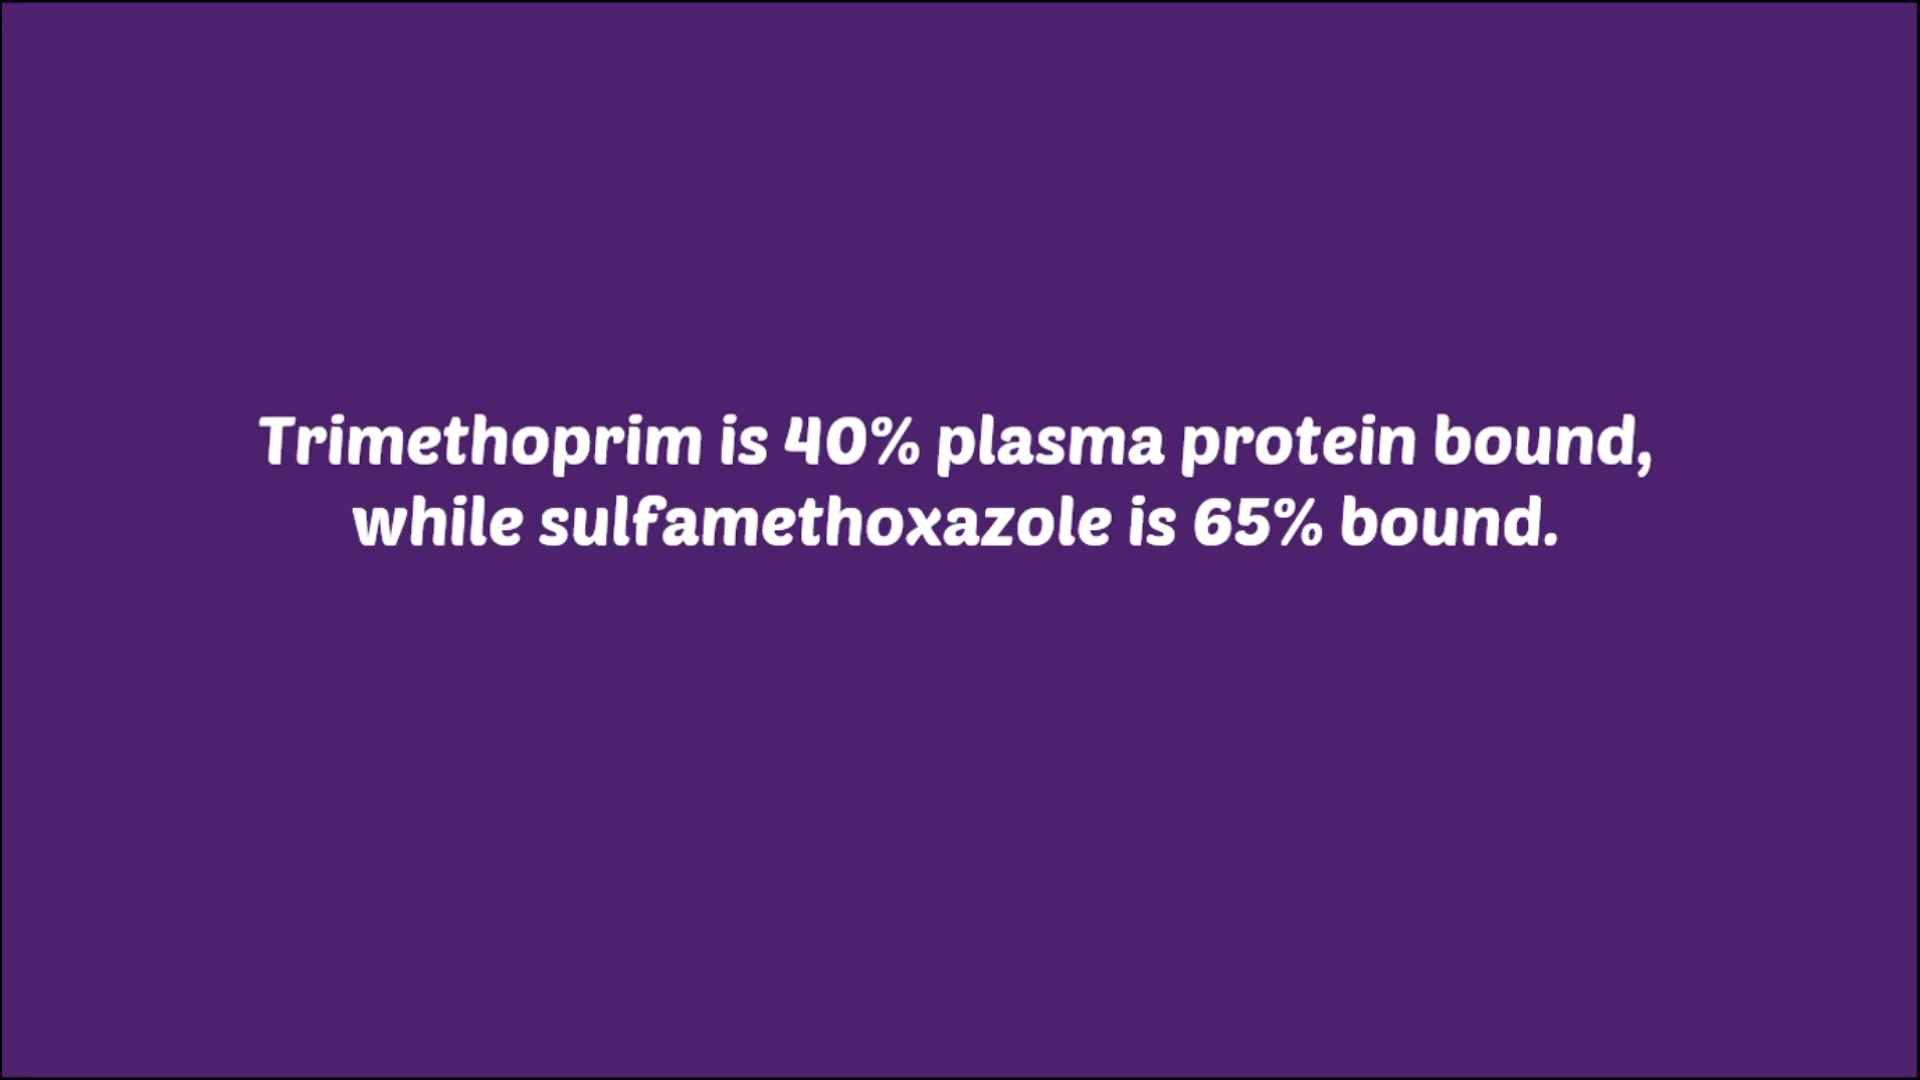 Trimethoprim is 40% plasma protein bound,
while sulfamethoxazole is 65% bound.